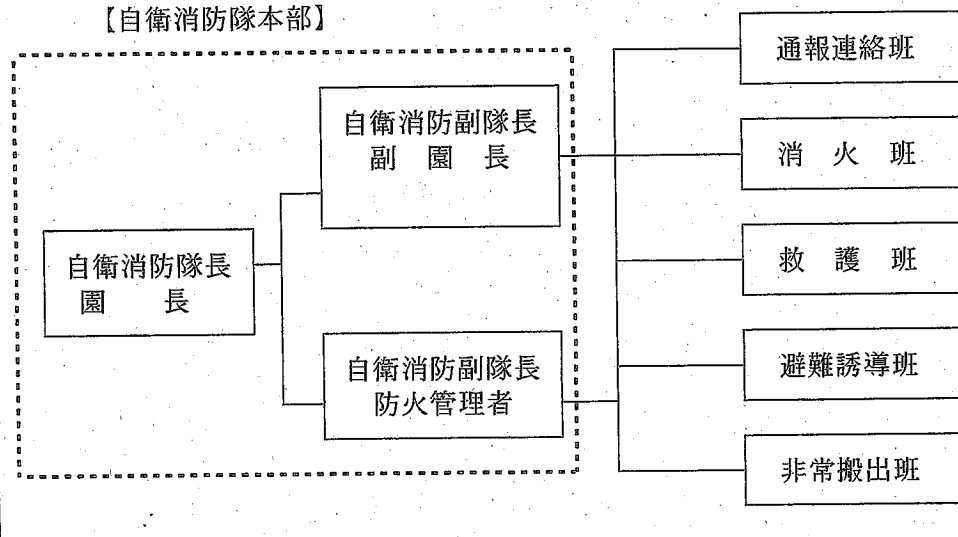 【自衛消防隊本部】
自衛消防隊長
園　　長
自衛消防副隊長
副　園　長
自衛消防副隊長
防火管理者
通報連絡班
消　火　班
救　護　班
避難誘導班
非常搬出班